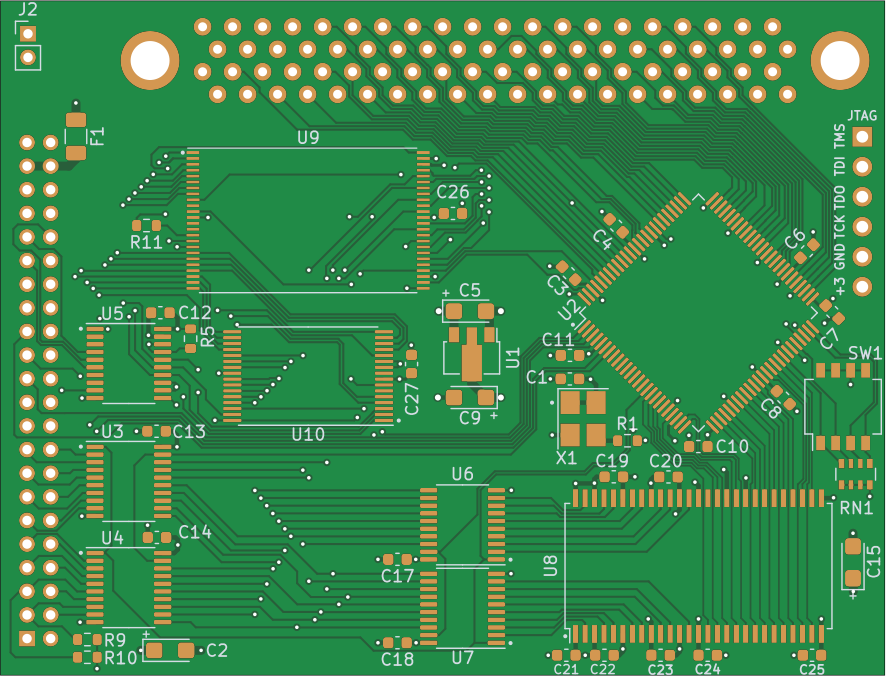 J2
F1
JTAG
+3 GND TCK TDO TDI TMS
U9
C26
R11
C4
C6
C3
U2
C7
C5
+
U5
C12
R5
U1
C11
C1
C27
SW1
C9
+
C8
U10
U3
C13
R1
X1
C10
U6
C19
C20
RN1
C14
U4
U8
C17
C15
+
R9
R10
+
C2
C18
U7
C21
C22
C23
C24
C25